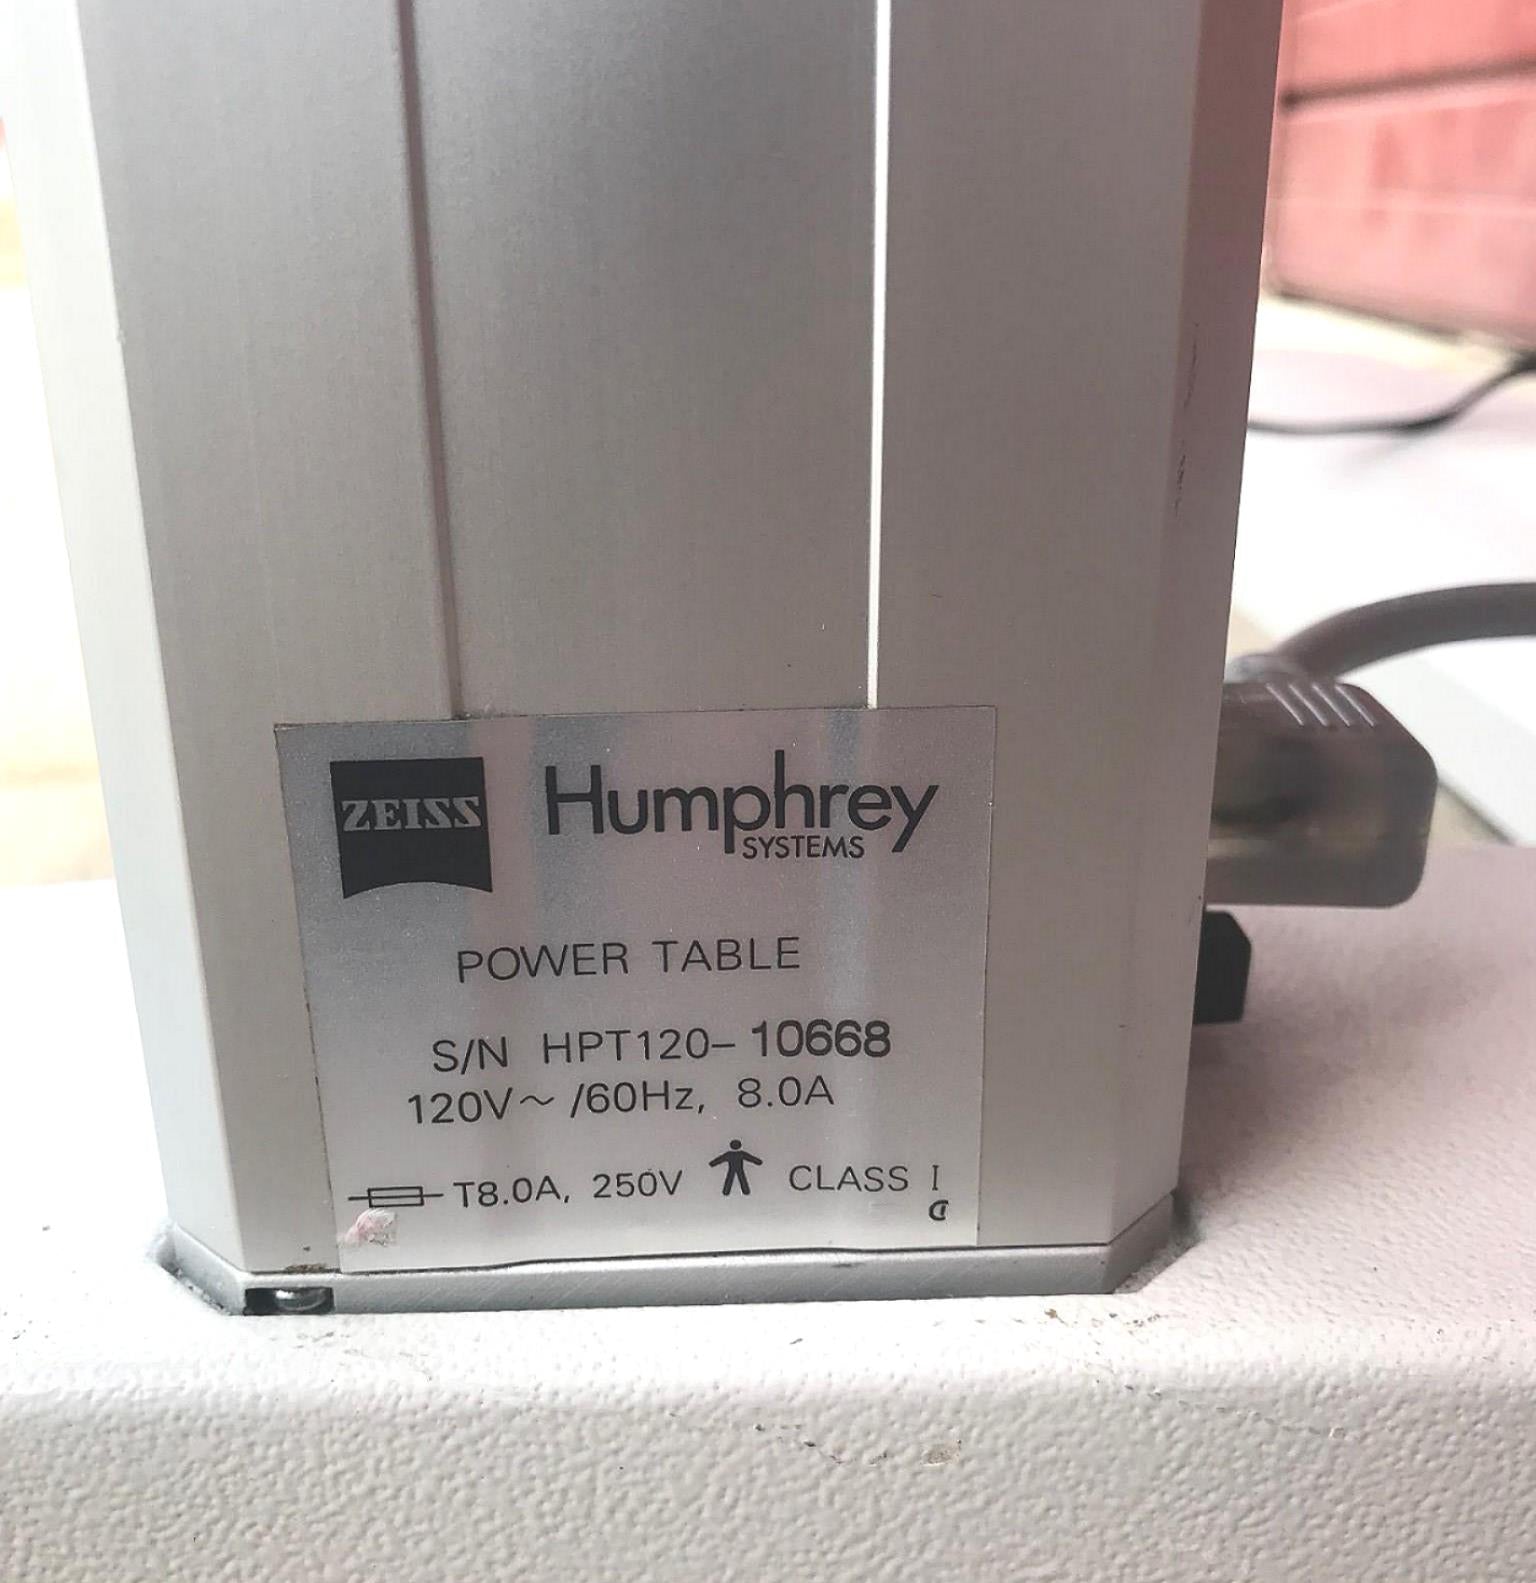 ZEISS Humphrey
SYSTEMS
POWER TABLE
S/N HPT120-10668
120V~/60Hz, 8.0A
T8.0A, 250V CLASS I